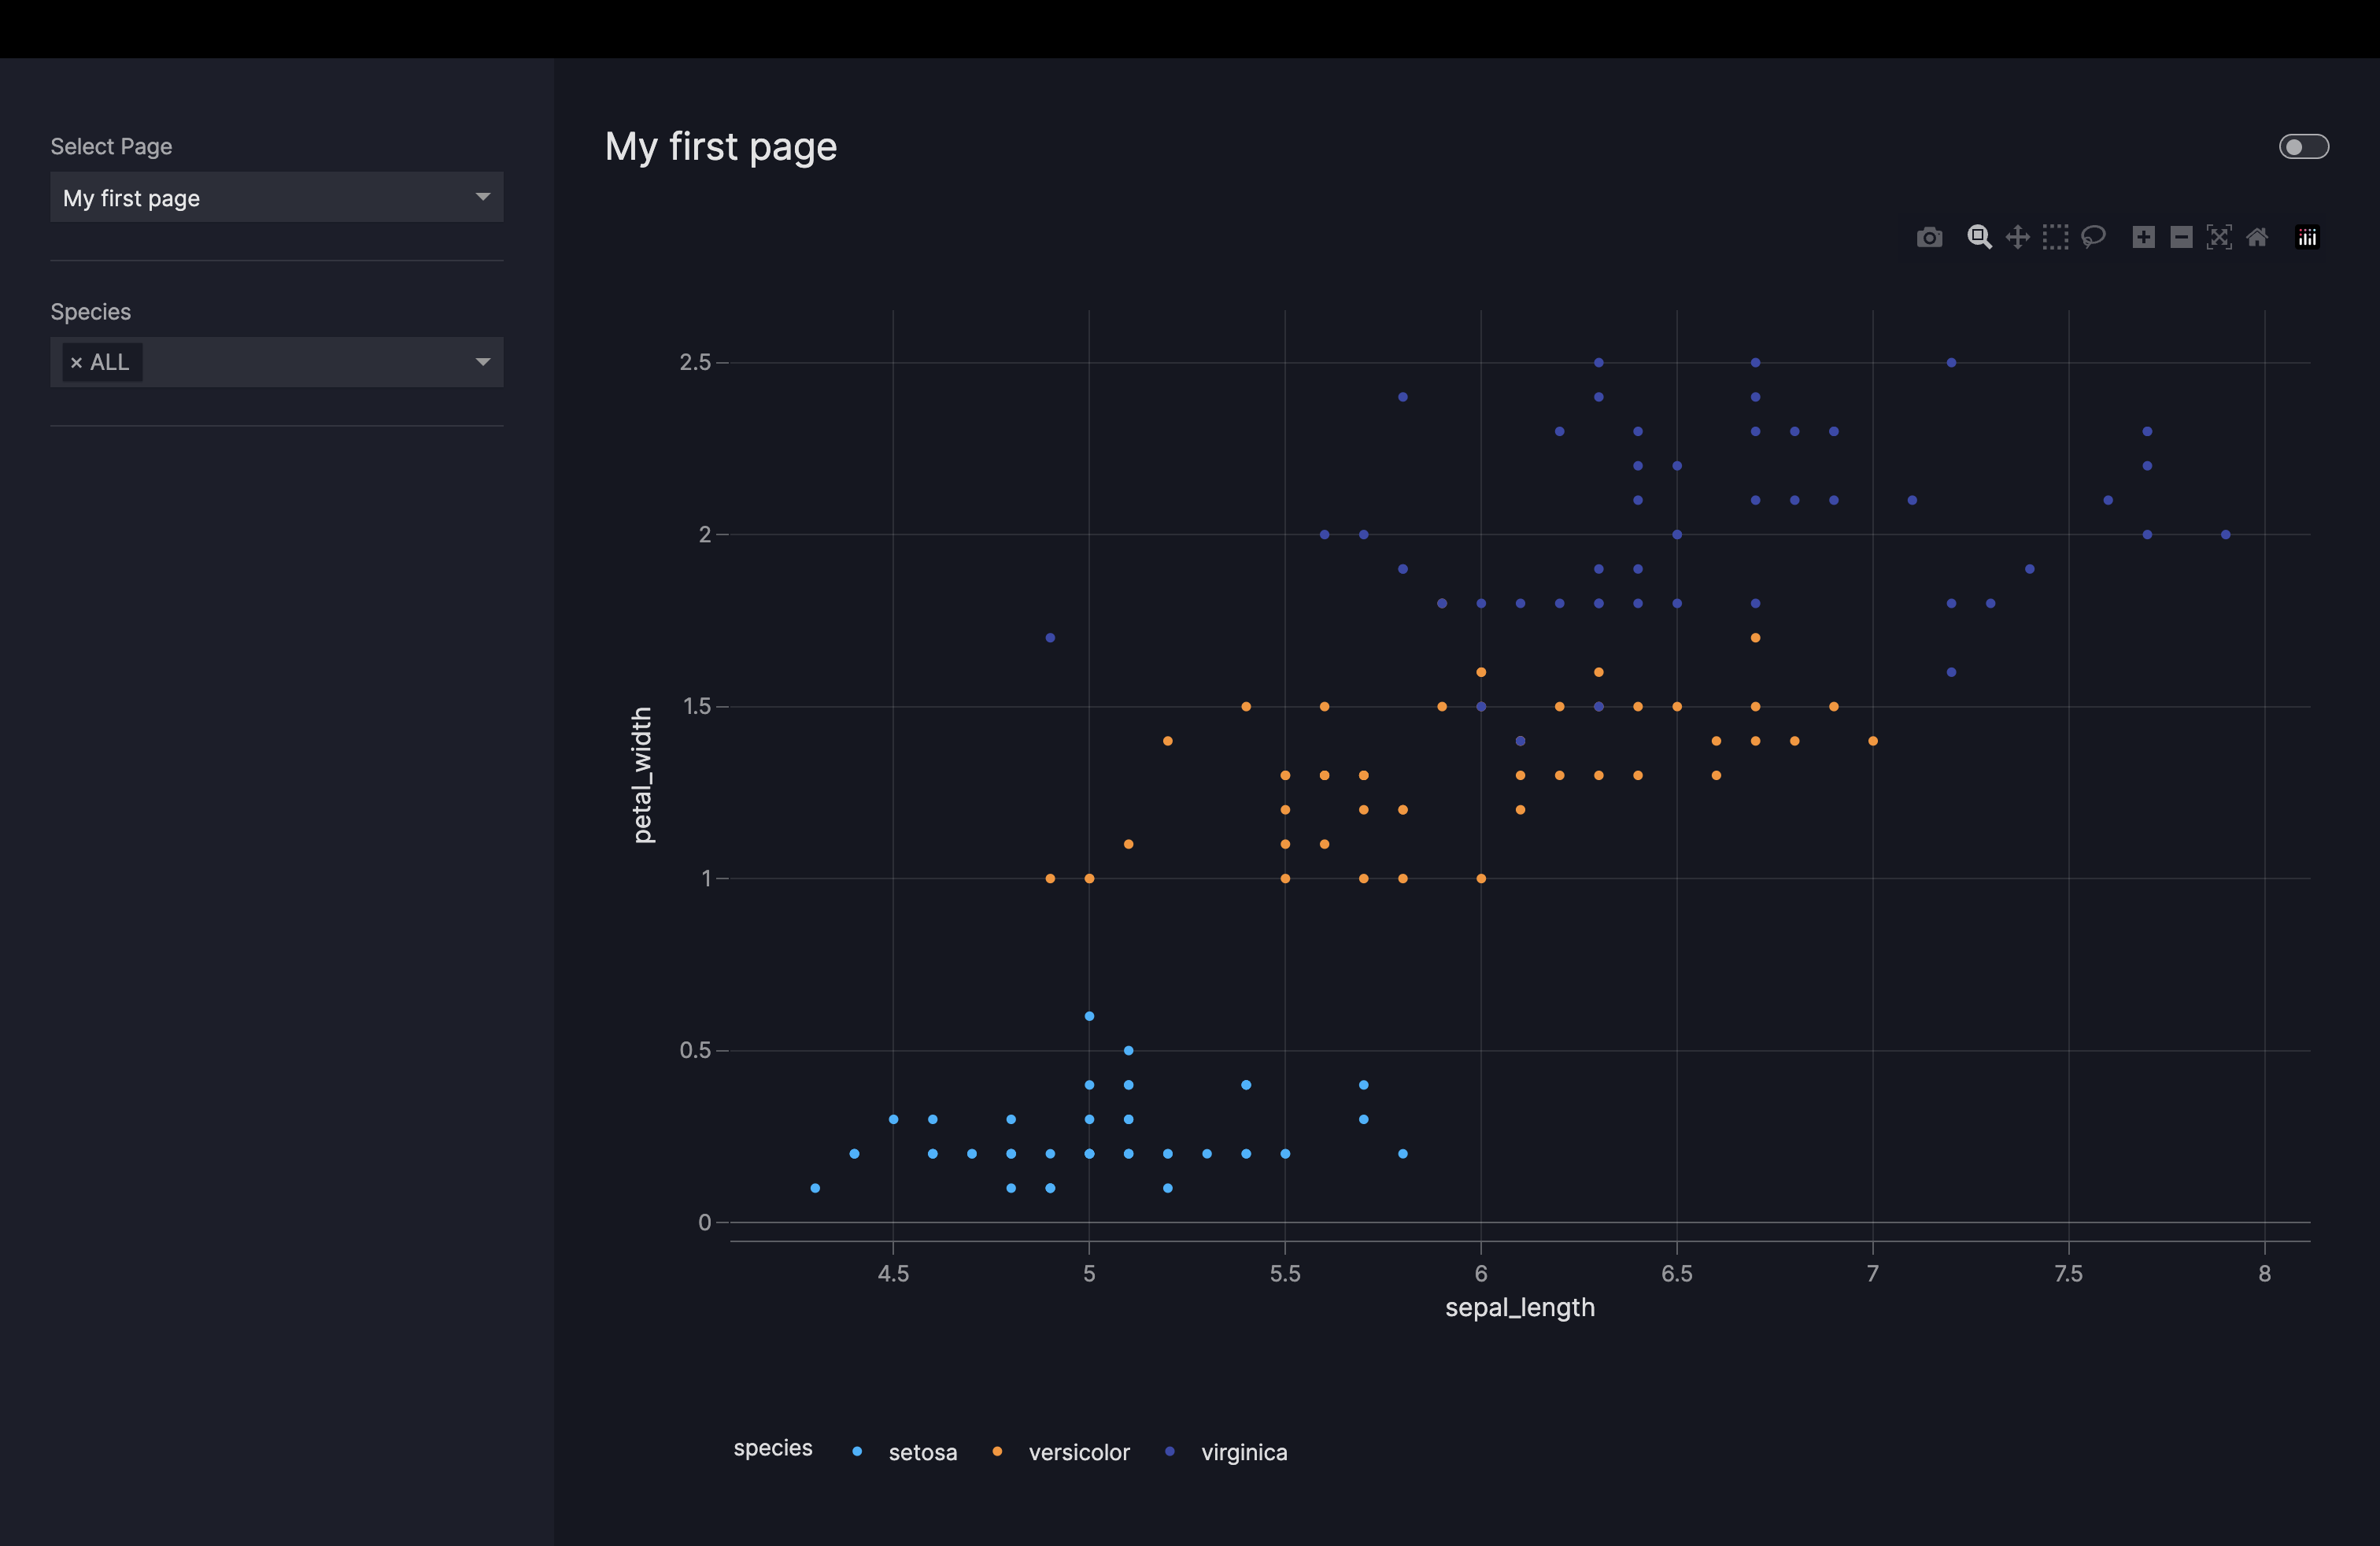 Select Page
My first page
Species
× ALL
My first page
2.5
2
1.5
1
0.5
0
petal_width
4.5 5 5.5 6 6.5 7 7.5 8
sepal_length
species setosa versicolor virginica